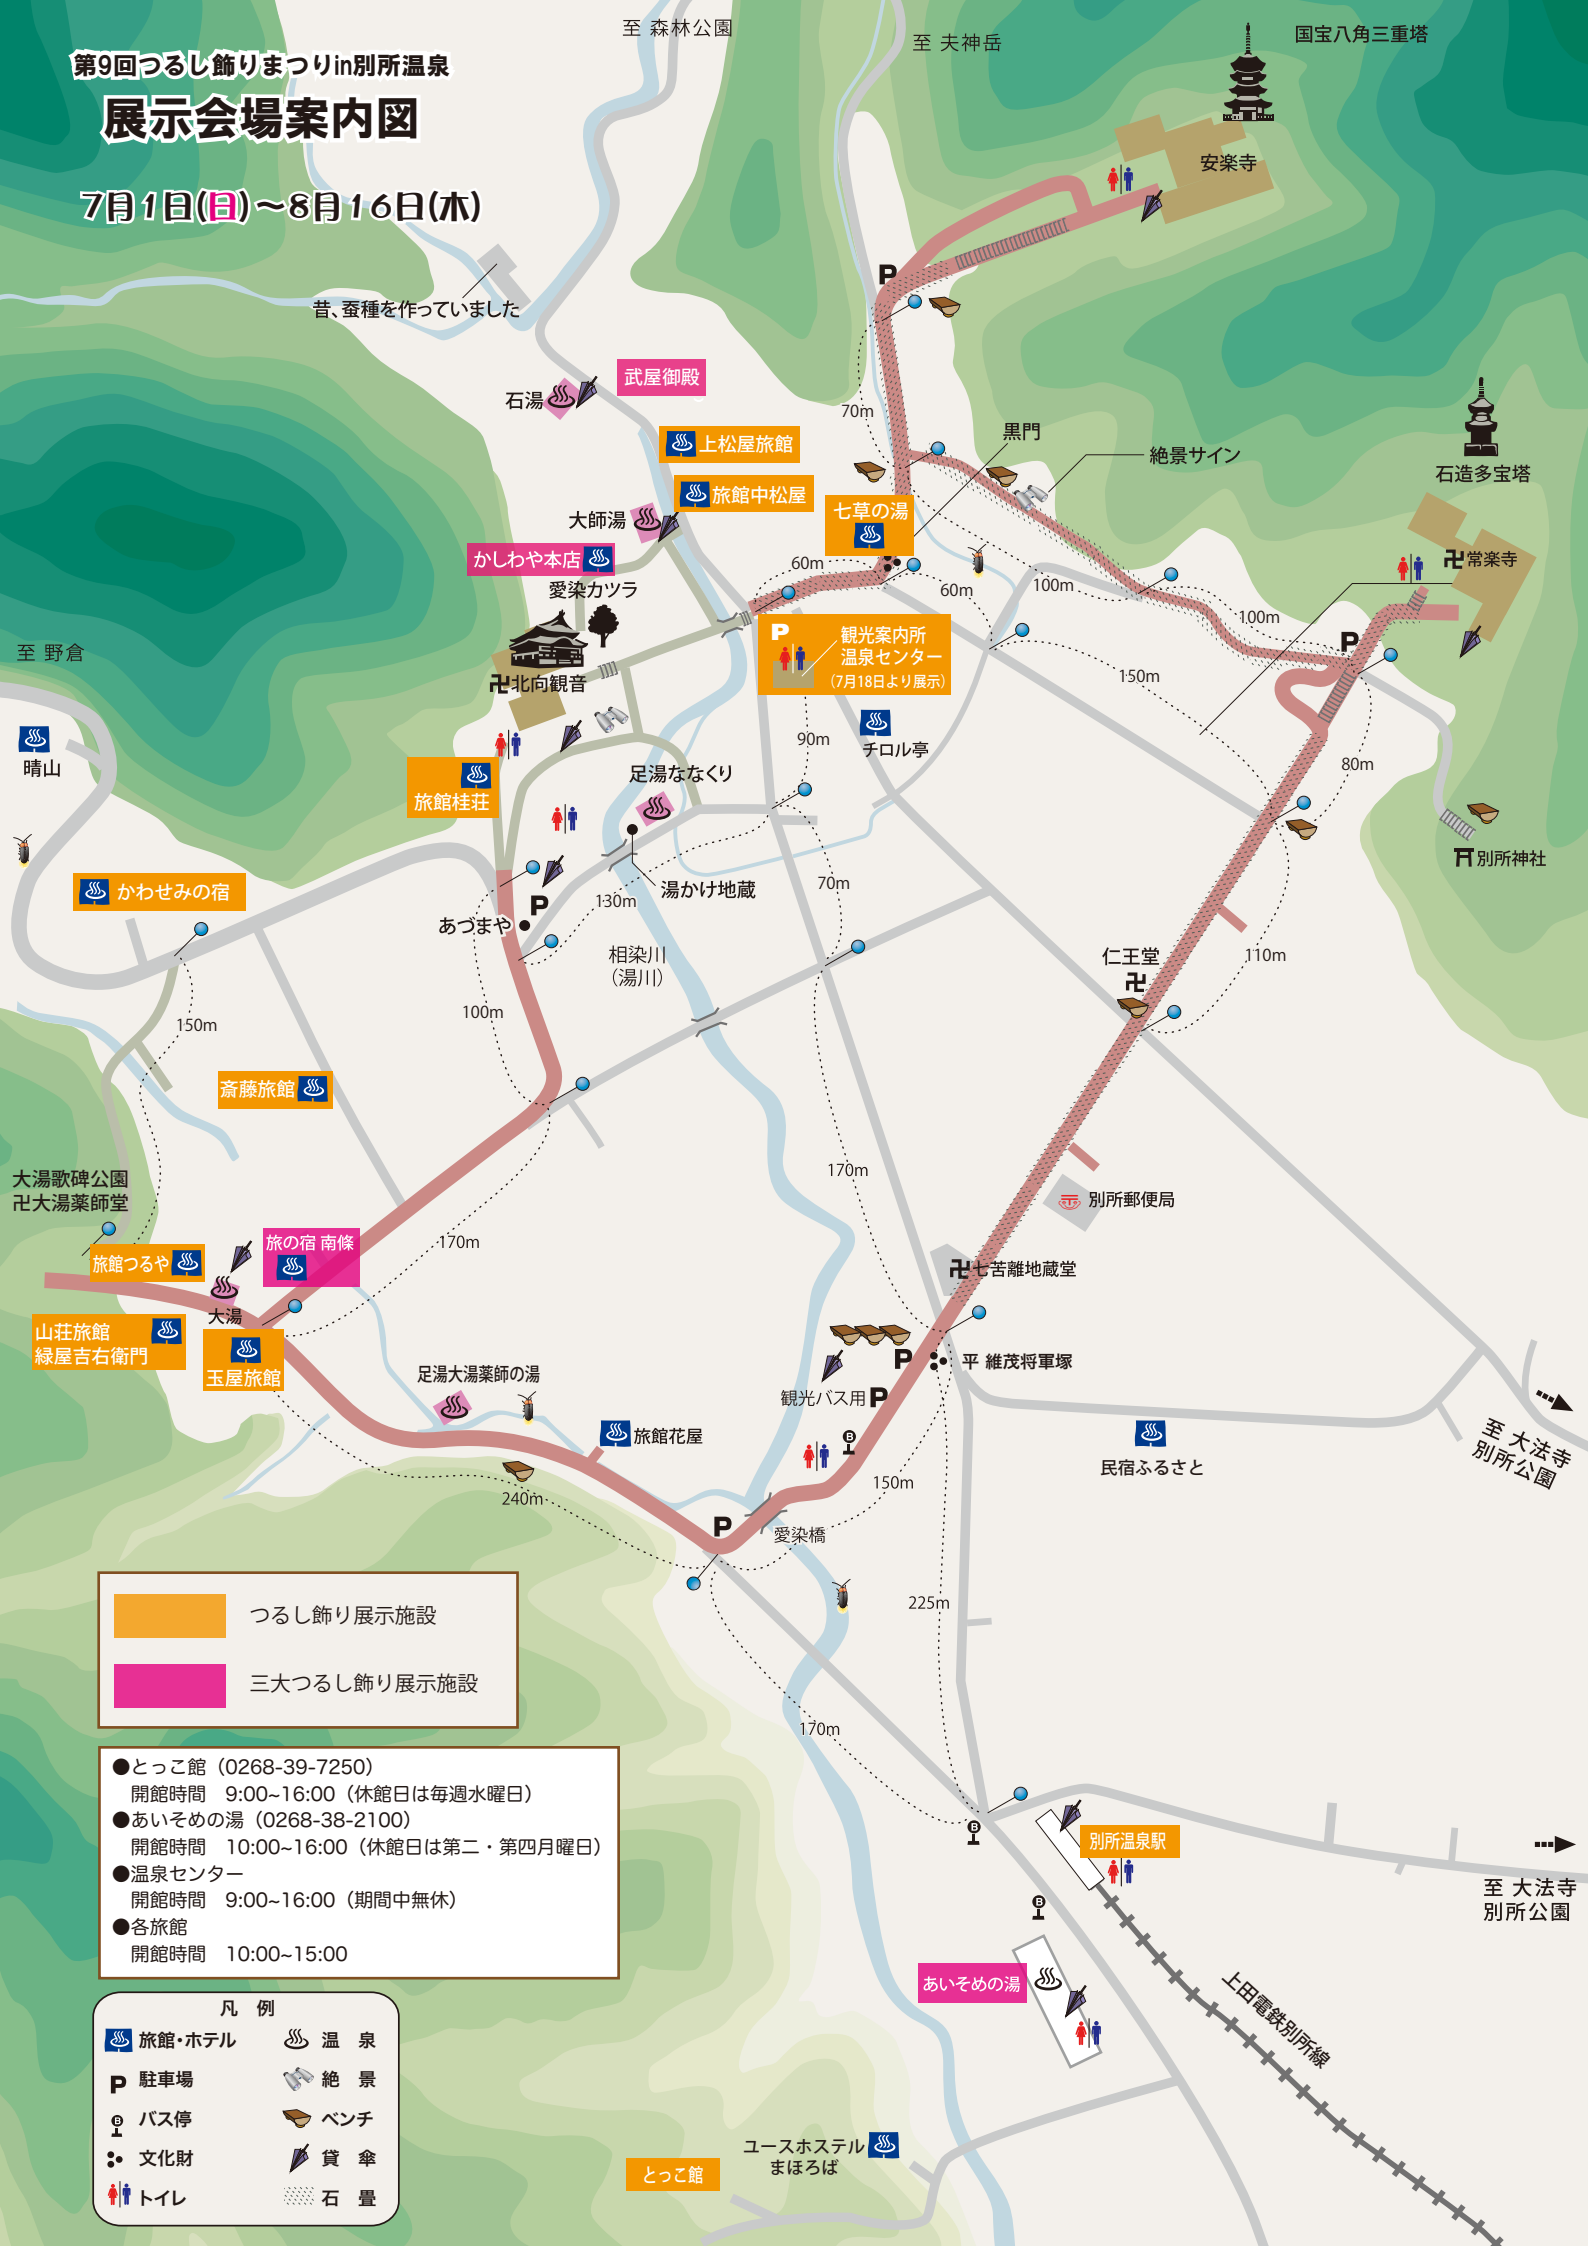 第9回つるし飾りまつりin別所温泉
展示会場案内図
7月1日(日)～8月16日(木)
至 森林公園
至 夫神岳
国宝八角三重塔
安楽寺
昔、蚕種を作っていました
P
石湯
武屋御殿
上松屋旅館
旅館中松屋
大師湯
かしわや本店
愛染カツラ
70m
黒門
絶景サイン
石造多宝塔
卍常楽寺
七草の湯
60m
60m
100m
100m
150m
P
P
観光案内所
温泉センター
（7月18日より展示）
卍北向観音
至 野倉
晴山
旅館桂荘
足湯ななくり
90m
チロル亭
80m
別所神社
かわせみの宿
湯かけ地蔵
130m
70m
P
あづまや
相染川
（湯川）
仁王堂
卍
110m
100m
150m
斎藤旅館
170m
別所郵便局
大湯歌碑公園
卍大湯薬師堂
旅館つるや
旅の宿 南條
170m
大湯
山荘旅館
緑屋吉右衛門
玉屋旅館
卍七苦離地蔵堂
P
平 維茂将軍塚
観光バス用P
足湯大湯薬師の湯
旅館花屋
B
民宿ふるさと
至 大法寺
別所公園
240m
150m
P
愛染橋
225m
170m
つるし飾り展示施設
三大つるし飾り展示施設
●とっこ館（0268-39-7250）
開館時間　9:00~16:00（休館日は毎週水曜日）
●あいそめの湯（0268-38-2100）
開館時間　10:00~16:00（休館日は第二・第四月曜日）
●温泉センター
開館時間　9:00~16:00（期間中無休）
●各旅館
開館時間　10:00~15:00
B
別所温泉駅
B
至 大法寺
別所公園
あいそめの湯
上田電鉄別所線
凡　例
旅館・ホテル
温　泉
P
駐車場
絶　景
B
バス停
ベンチ
文化財
貸　傘
トイレ
石　畳
ユースホステル
まほろば
とっこ館